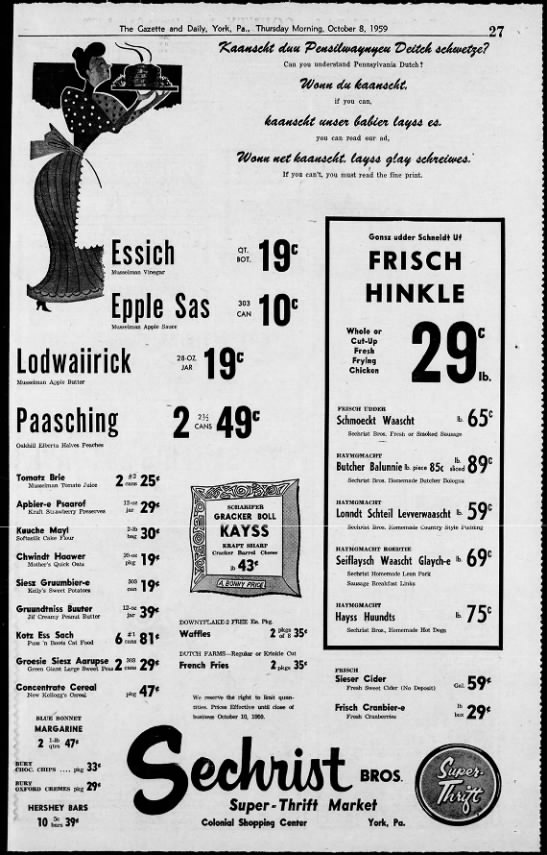 The Gazette and Daily, York, Pa., Thursday Morning, October 8, 1959
27
Kaanscht duu Pensilwaynyeu Deitch schwetze?
Can you understand Pennsylvania Dutch?
Wonn du kaanscht,
if you can,
kaanscht unser babier layss es.
you can read our ad,
Wonn net kaanscht, layss glay schreiwes.
If you can't, you must read the fine print.
Essich QT. BOT. 19¢
Musselman Vinegar
Epple Sas 303 CAN 10¢
Musselman Apple Sauce
Lodwaiirick 28-OZ. JAR 19¢
Musselman Apple Butter
Paasching 2 2½ CANS 49¢
Oakhill Elberta Halves Peaches
Tomatz Brie 2 #2 cans 25¢
Musselman Tomato Juice
Apbier-e Psaarof 12-oz jar 29¢
Kraft Strawberry Preserves
Kuuche Mayl 2-lb bag 30¢
Softasilk Cake Flour
Chwindt Haawer 20-oz pkg 19¢
Mother's Quick Oats
Siesz Gruumbier-e 303 can 19¢
Kelly's Sweet Potatoes
Gruundtniss Buuter 12-oz jar 39¢
Jif Creamy Peanut Butter
Kotz Ess Sach 6 #1 cans 81¢
Puss 'n Boots Cat Food
Groesie Siesz Aarupse 2 303 cans 29¢
Green Giant Large Sweet Peas
Concentrate Cereal pkg 47¢
New Kellogg's Cereal
BLUE BONNET
MARGARINE
2 1-lb qtrs 47¢
BURY
CHOC. CHIPS .... pkg 33¢
BURY
OXFORD CREMES pkg 29¢
HERSHEY BARS
10 5c bars 39¢
SCHARIFER
GRACKER BOLL
KAYSS
KRAFT SHARP
Cracker Barrel Cheese
lb 43¢
A BONNY PRICE
DOWNYFLAKE-2 FREE Ea. Pkg.
Waffles 2 pkgs of 8 35¢
DUTCH FARMS—Regular or Krinkle Cut
French Fries 2 pkgs 35¢
We reserve the right to limit quan-
tities. Prices Effective until close of
business October 10, 1959.
Gonsz udder Schneidt Uf
FRISCH
HINKLE
Whole or
Cut-Up
Fresh
Frying
Chicken
29¢ lb.
FRISCH UDDER
Schmoeckt Waascht lb. 65¢
Sechrist Bros. Fresh or Smoked Sausage
HAYMGMACHT
Butcher Balunnie lb. piece 85¢ lb. sliced 89¢
Sechrist Bros. Homemade Butcher Bologna
HAYMGMACHT
Lonndt Schteil Levverwaascht lb. 59¢
Sechrist Bros. Homemade Country Style Pudding
HAYMGMACHT ROEDITIE
Seiflaysch Waascht Glaych-e lb. 69¢
Sechrist Homemade Lean Pork
Sausage Breakfast Links
HAYMGMACHT
Hayss Huundts lb. 75¢
Sechrist Bros., Homemade Hot Dogs
FRISCH
Sieser Cider Gal. 59¢
Fresh Sweet Cider (No Deposit)
Frisch Cranbier-e lb box 29¢
Fresh Cranberries
Sechrist BROS.
Super-Thrift Market
Colonial Shopping Center York, Pa.
Super-
Thrift